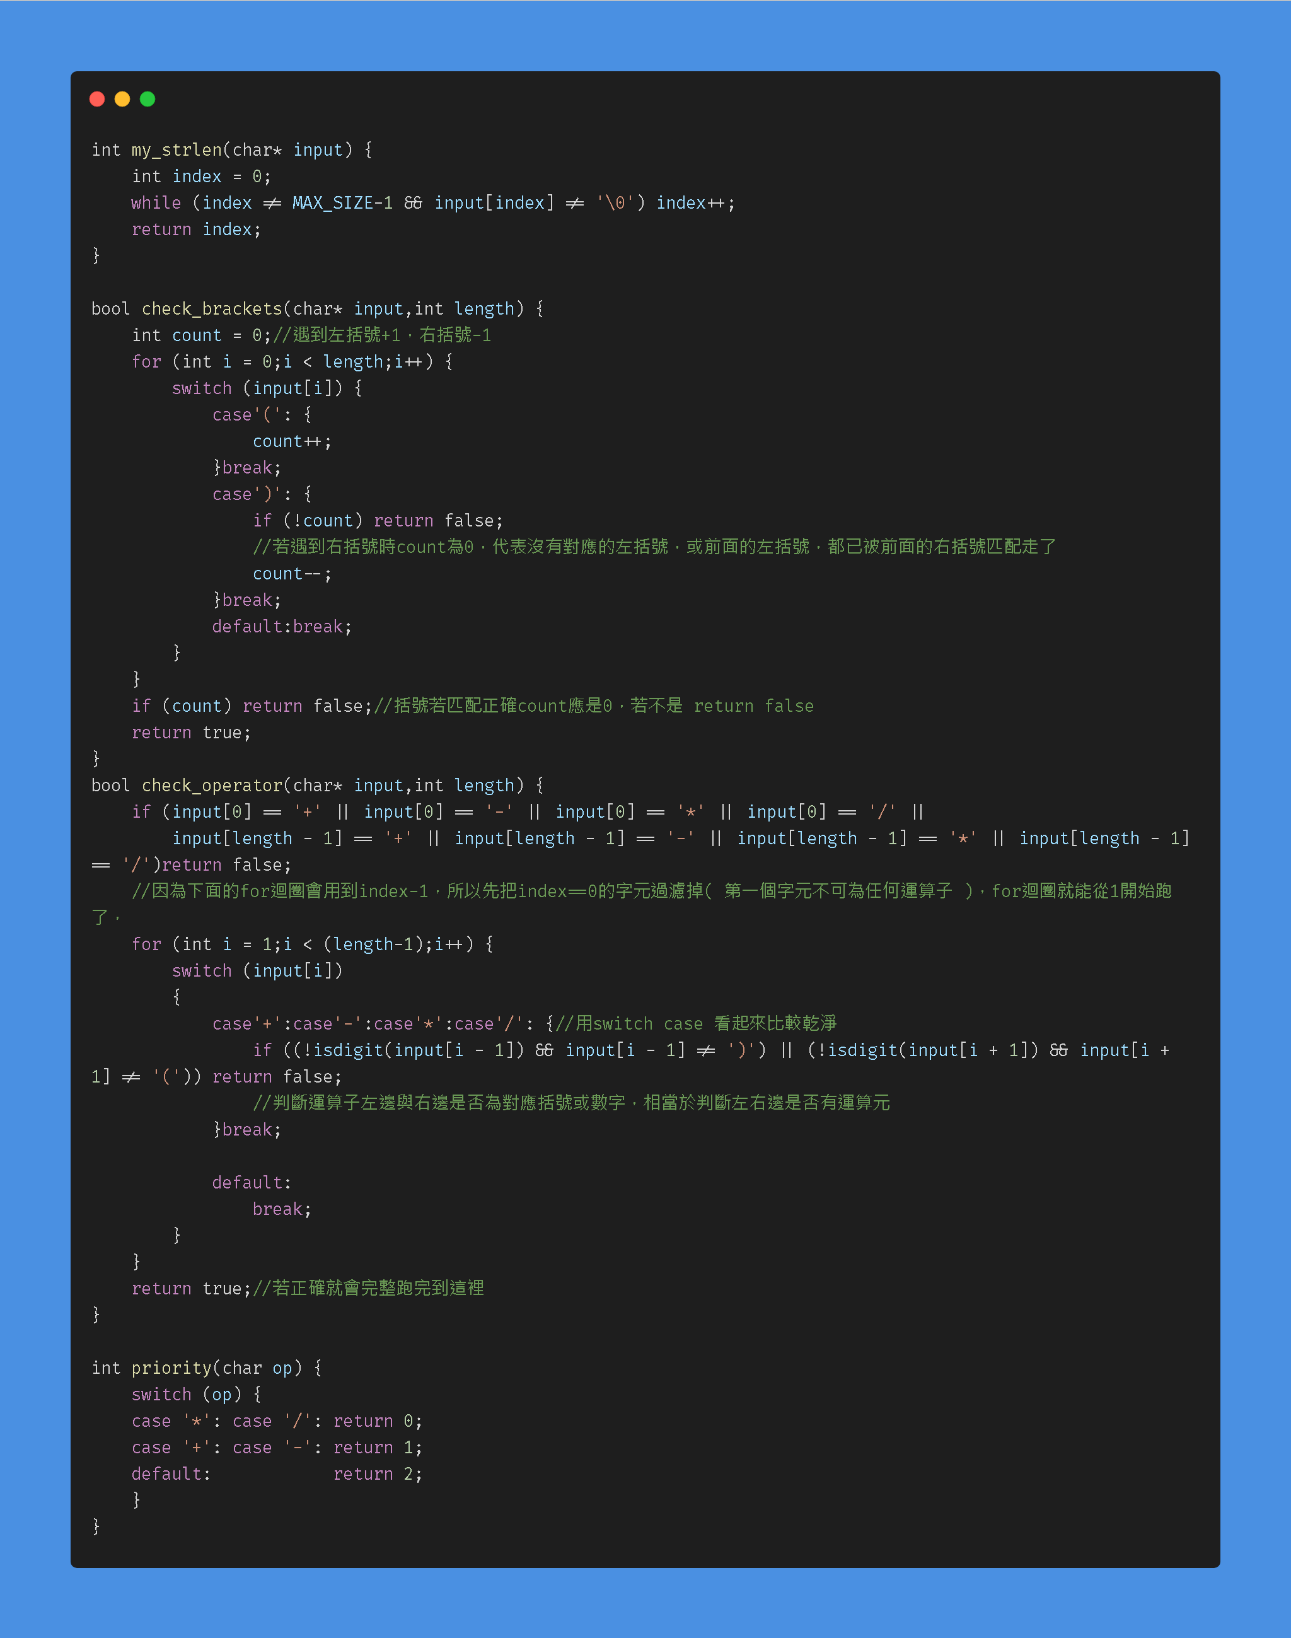 int my_strlen(char* input) {
    int index = 0;
    while (index != MAX_SIZE-1 && input[index] != '\0') index++;
    return index;
}

bool check_brackets(char* input,int length) {
    int count = 0;//遇到左括號+1，右括號-1
    for (int i = 0;i < length;i++) {
        switch (input[i]) {
            case'(': {
                count++;
            }break;
            case')': {
                if (!count) return false;
                //若遇到右括號時count為0，代表沒有對應的左括號，或前面的左括號，都已被前面的右括號匹配走了
                count--;
            }break;
            default:break;
        }
    }
    if (count) return false;//括號若匹配正確count應是0，若不是 return false
    return true;
}
bool check_operator(char* input,int length) {
    if (input[0] == '+' || input[0] == '-' || input[0] == '*' || input[0] == '/' ||
        input[length - 1] == '+' || input[length - 1] == '-' || input[length - 1] == '*' || input[length - 1]
== '/')return false;
    //因為下面的for迴圈會用到index-1，所以先把index==0的字元過濾掉( 第一個字元不可為任何運算子 )，for迴圈就能從1開始跑
了，
    for (int i = 1;i < (length-1);i++) {
        switch (input[i])
        {
            case'+':case'-':case'*':case'/': {//用switch case 看起來比較乾淨
                if ((!isdigit(input[i - 1]) && input[i - 1] != ')') || (!isdigit(input[i + 1]) && input[i +
1] != '(')) return false;
                //判斷運算子左邊與右邊是否為對應括號或數字，相當於判斷左右邊是否有運算元
            }break;

            default:
                break;
        }
    }
    return true;//若正確就會完整跑完到這裡
}

int priority(char op) {
    switch (op) {
    case '*': case '/': return 0;
    case '+': case '-': return 1;
    default:            return 2;
    }
}